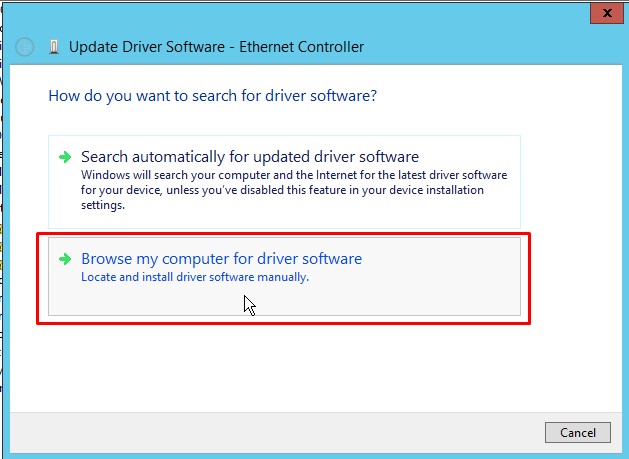 x
Update Driver Software - Ethernet Controller
How do you want to search for driver software?
Search automatically for updated driver software
Windows will search your computer and the Internet for the latest driver software
for your device, unless you've disabled this feature in your device installation
settings.
Browse my computer for driver software
Locate and install driver software manually.
Cancel